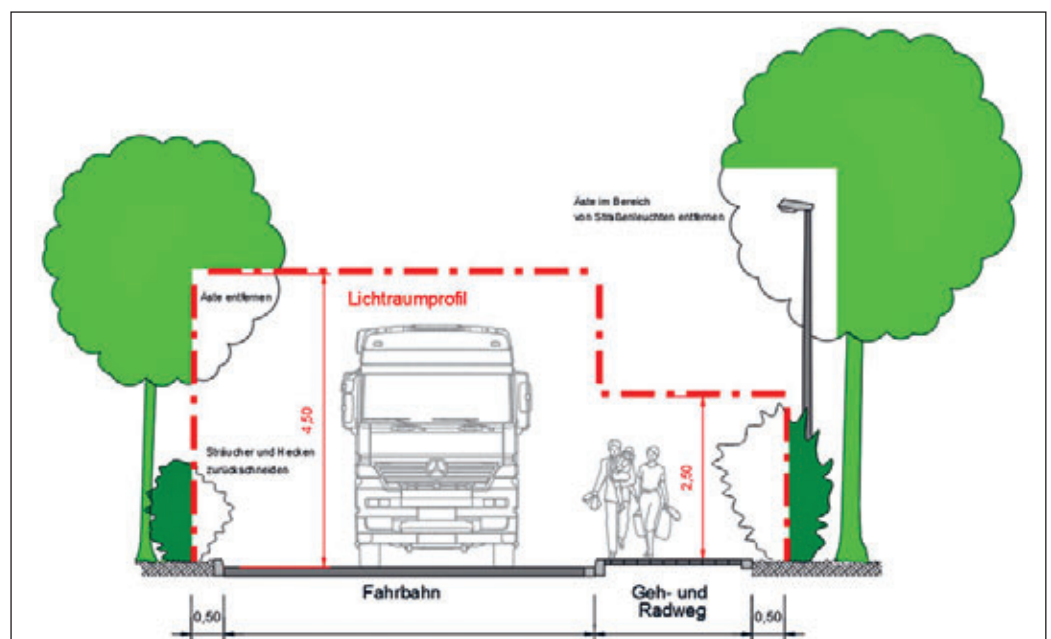 Äste im Bereich
von Straßenleuchten entfernen
Äste entfernen
Lichtraumprofil
4,50
Sträucher und Hecken
zurückschneiden
2,50
Fahrbahn
Geh- und
Radweg
0,50
0,50